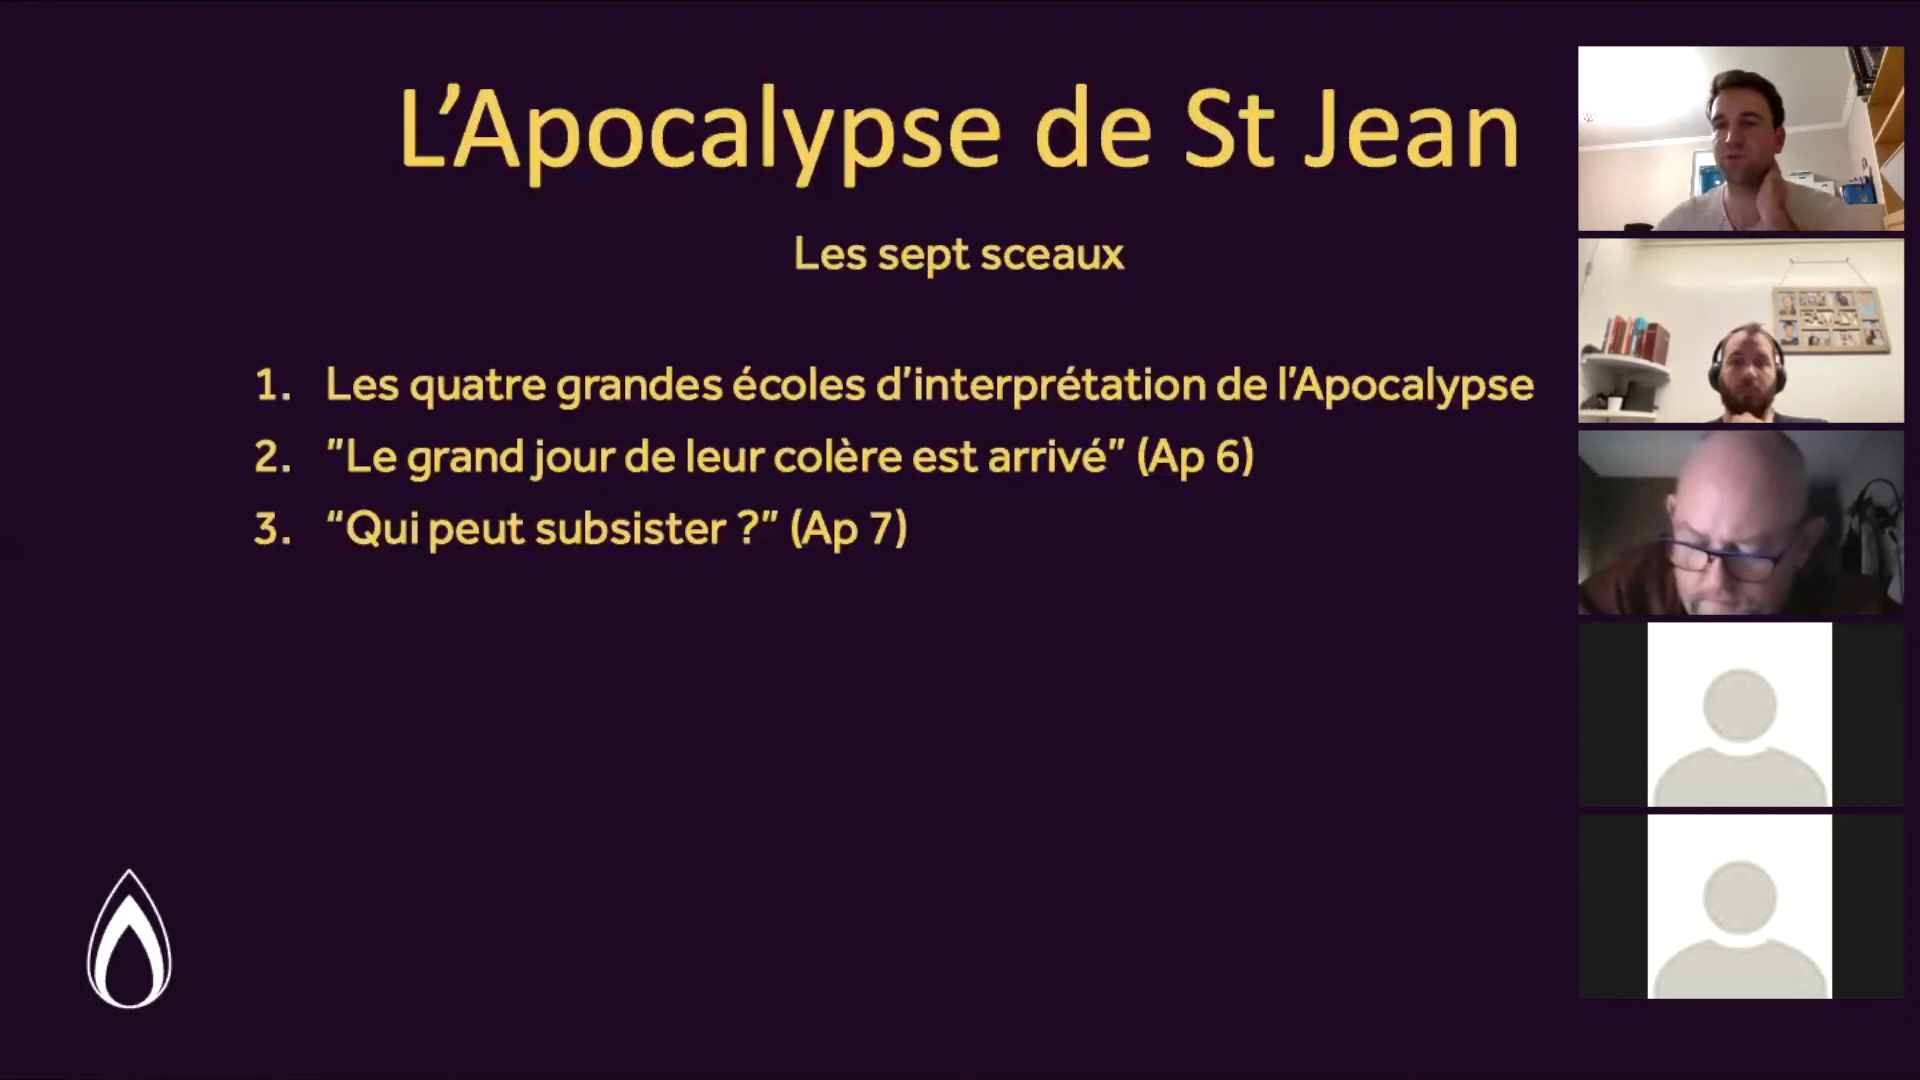 L’Apocalypse de St Jean
Les sept sceaux
1. Les quatre grandes écoles d’interprétation de l’Apocalypse
2. ”Le grand jour de leur colère est arrivé” (Ap 6)
3. “Qui peut subsister ?” (Ap 7)